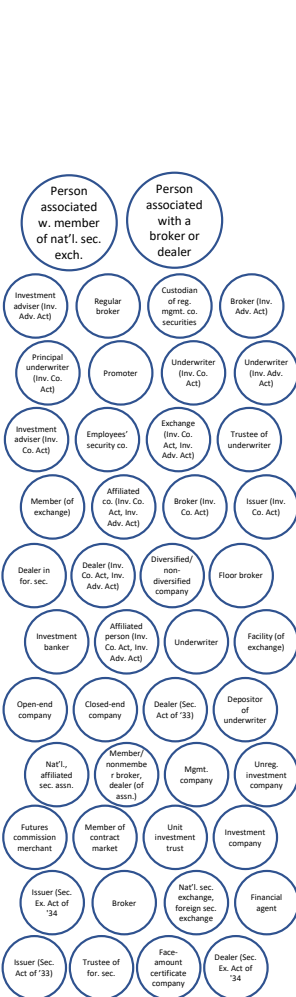 Person
associated
w. member
of nat'l. sec.
exch.
Person
associated
with a
broker or
dealer
Investment
adviser (Inv.
Adv. Act)
Regular
broker
Custodian
of reg.
mgmt. co.
securities
Broker (Inv.
Adv. Act)
Principal
underwriter
(Inv. Co.
Act)
Promoter
Underwriter
(Inv. Co.
Act)
Underwriter
(Inv. Adv.
Act)
Investment
adviser (Inv.
Co. Act)
Employees'
security co.
Exchange
(Inv. Co.
Act, Inv.
Adv. Act)
Trustee of
underwriter
Member (of
exchange)
Affiliated
co. (Inv. Co.
Act, Inv.
Adv. Act)
Broker (Inv.
Co. Act)
Issuer (Inv.
Co. Act)
Dealer in
for. sec.
Dealer (Inv.
Co. Act, Inv.
Adv. Act)
Diversified/
non-
diversified
company
Floor broker
Investment
banker
Affiliated
person (Inv.
Co. Act, Inv.
Adv. Act)
Underwriter
Facility (of
exchange)
Open-end
company
Closed-end
company
Dealer (Sec.
Act of '33)
Depositor
of
underwriter
Nat'l.,
affiliated
sec. assn.
Member/
nonmembe
r broker,
dealer (of
assn.)
Mgmt.
company
Unreg.
investment
company
Futures
commission
merchant
Member of
contract
market
Unit
investment
trust
Investment
company
Issuer (Sec.
Ex. Act of
'34
Broker
Nat'l. sec.
exchange,
foreign sec.
exchange
Financial
agent
Issuer (Sec.
Act of '33)
Trustee of
for. sec.
Face-
amount
certificate
company
Dealer (Sec.
Ex. Act of
'34